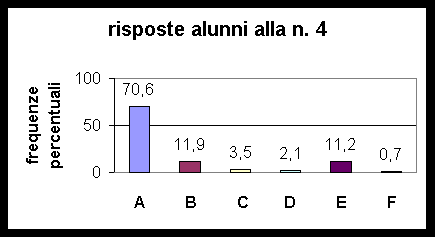 risposte alunni alla n. 4
frequenze
percentuali
100
50
0
70,6
11,9
3,5
2,1
11,2
0,7
A B C D E F